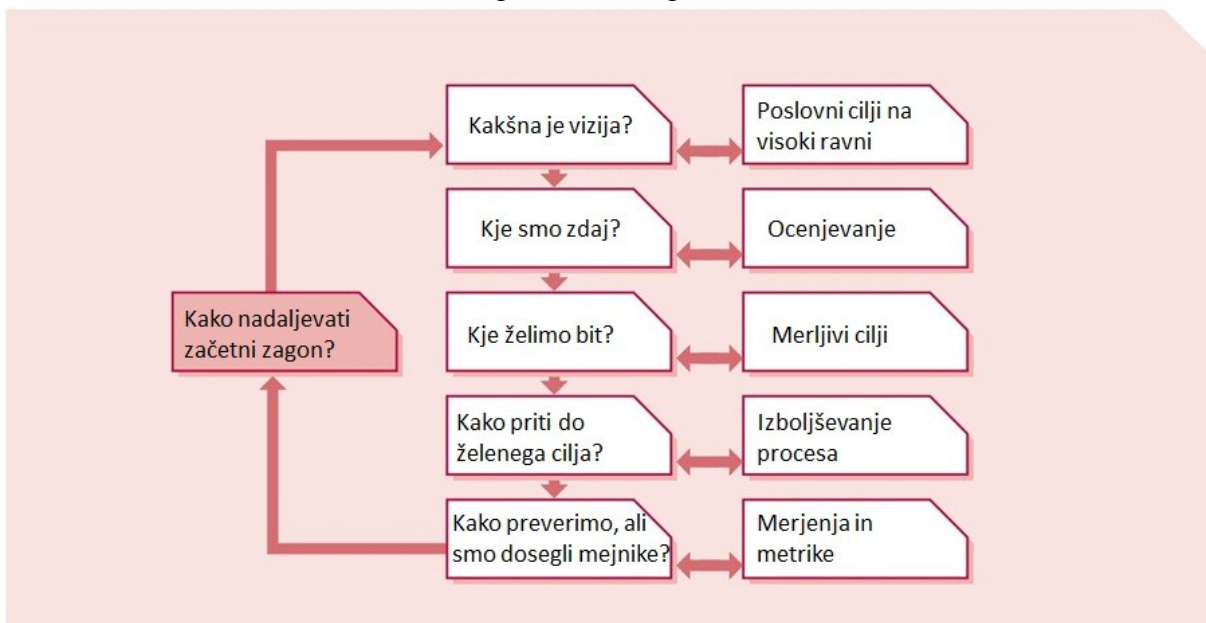 Kakšna je vizija?
Poslovni cilji na
visoki ravni
Kje smo zdaj?
Ocenjevanje
Kako nadaljevati
začetni zagon?
Kje želimo bit?
Merljivi cilji
Kako priti do
želenega cilja?
Izboljševanje
procesa
Kako preverimo, ali
smo dosegli mejnike?
Merjenja in
metrike